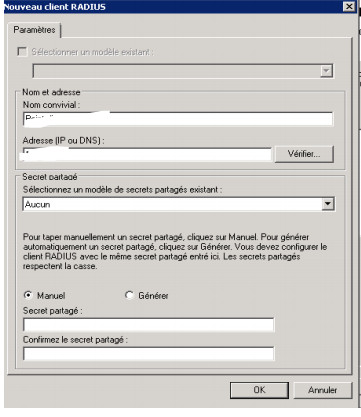 Nouveau client RADIUS
Paramètres
Sélectionner un modèle existant :
Nom et adresse
Nom convivial :
Adresse (IP ou DNS) :
Vérifier...
Secret partagé
Sélectionnez un modèle de secrets partagés existant :
Aucun
Pour taper manuellement un secret partagé, cliquez sur Manuel. Pour générer
automatiquement un secret partagé, cliquez sur Générer. Vous devez configurer le
client RADIUS avec le même secret partagé entré ici. Les secrets partagés
respectent la casse.
Manuel
Générer
Secret partagé :
Confirmez le secret partagé :
OK
Annuler